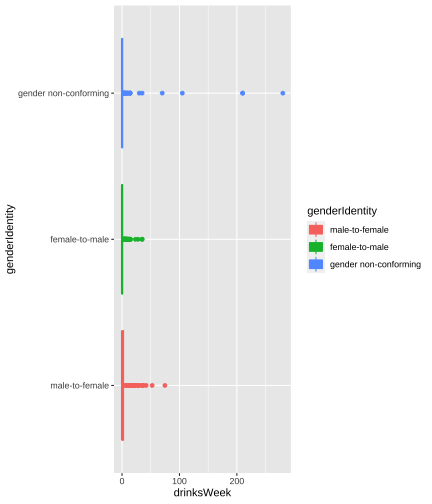 genderIdentity
gender non-conforming
female-to-male
male-to-female
0
100
200
drinksWeek
genderIdentity
male-to-female
female-to-male
gender non-conforming